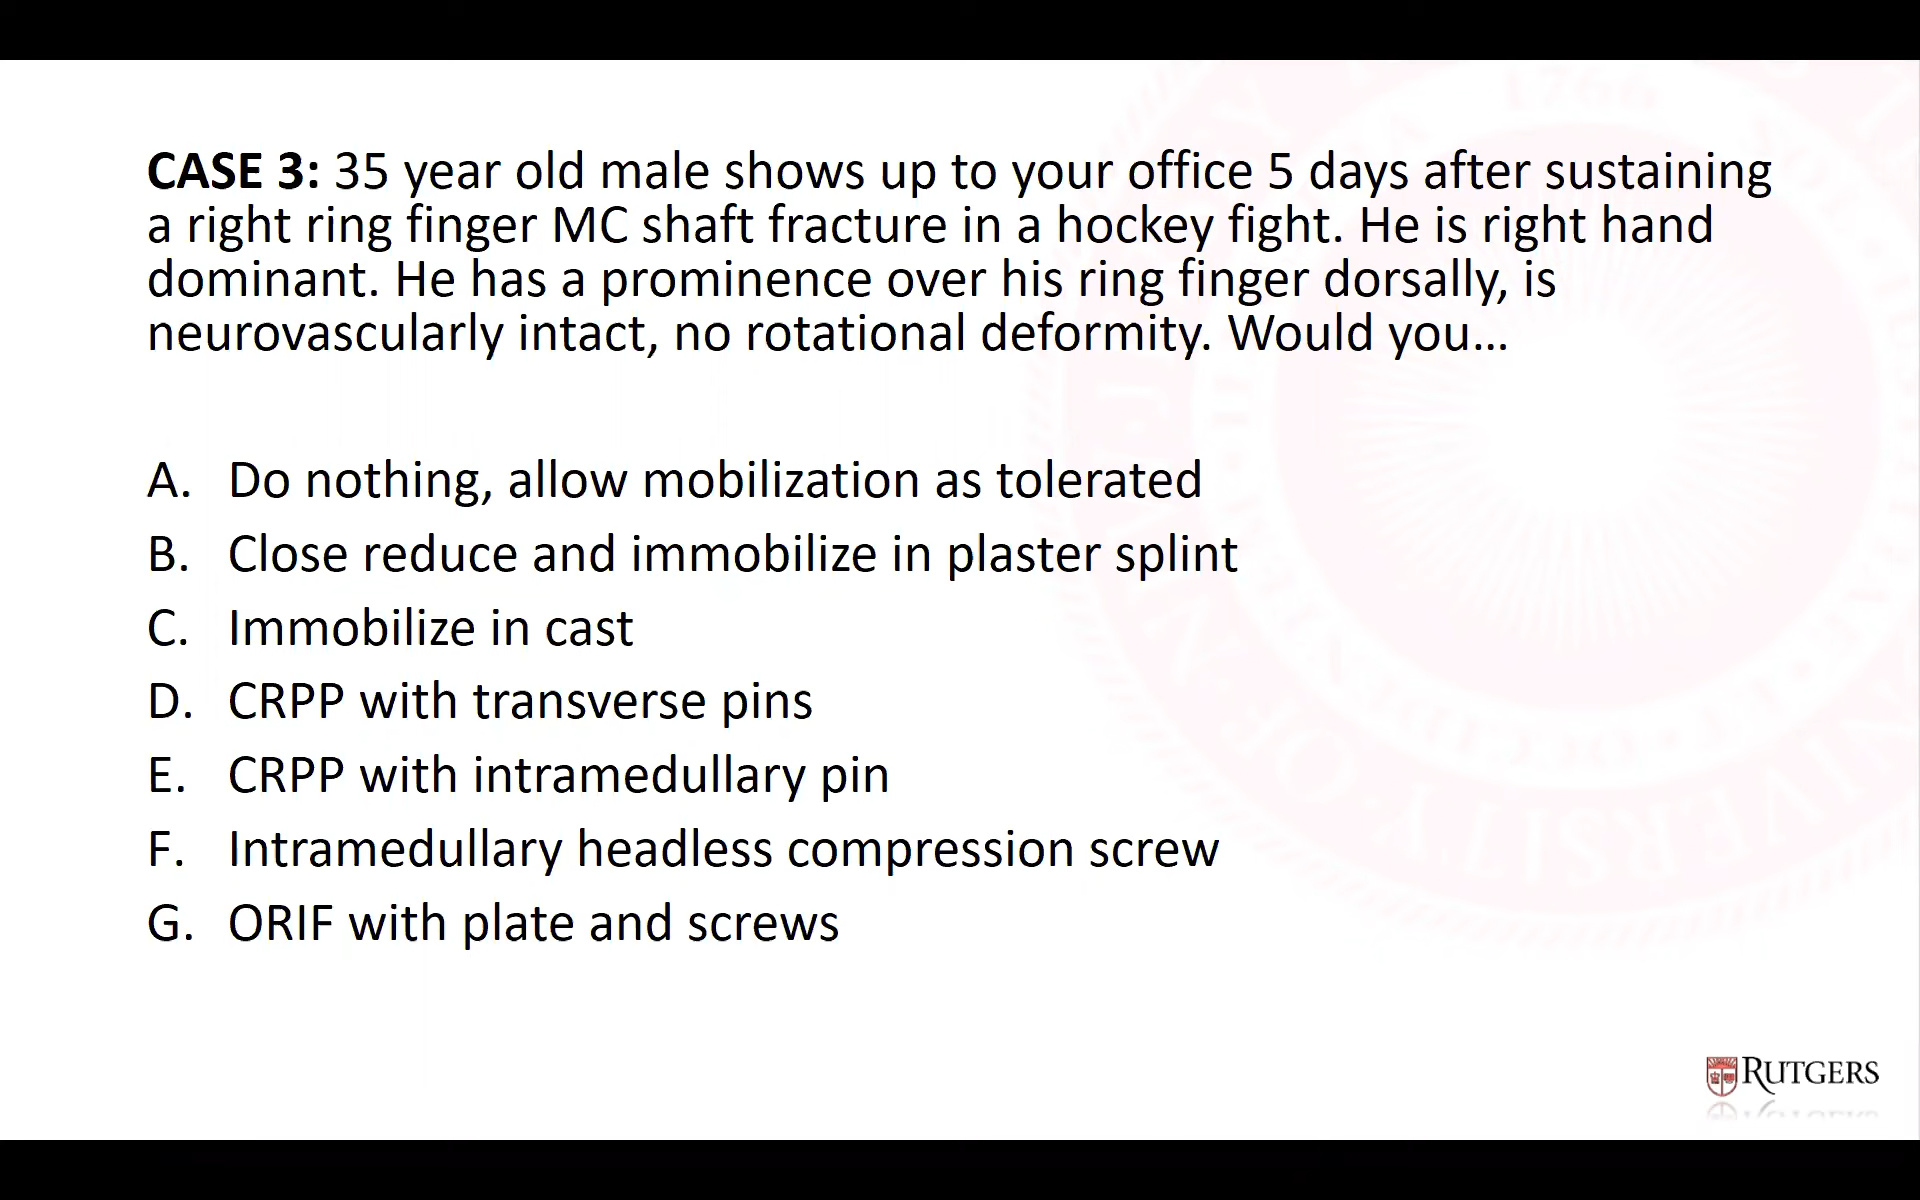 CASE 3: 35 year old male shows up to your office 5 days after sustaining
a right ring finger MC shaft fracture in a hockey fight. He is right hand
dominant. He has a prominence over his ring finger dorsally, is
neurovascularly intact, no rotational deformity. Would you...
A. Do nothing, allow mobilization as tolerated
B. Close reduce and immobilize in plaster splint
C. Immobilize in cast
D. CRPP with transverse pins
E. CRPP with intramedullary pin
F. Intramedullary headless compression screw
G. ORIF with plate and screws
RUTGERS